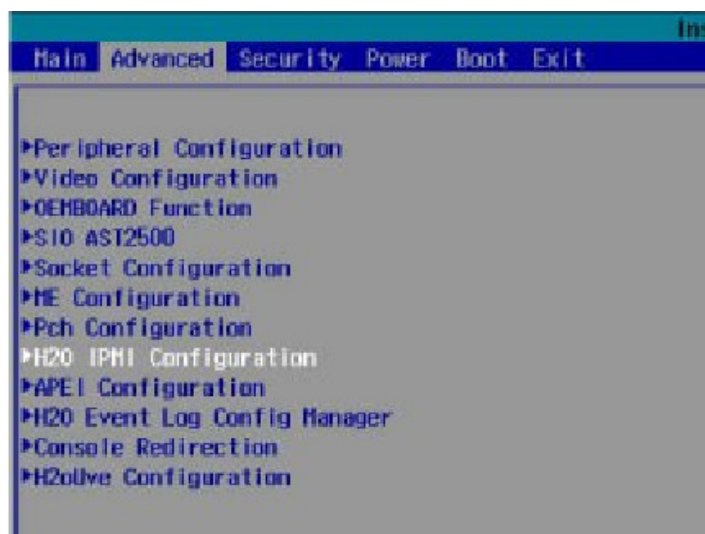 Ins
Main Advanced Security Power Boot Exit
▶Peripheral Configuration
▶Video Configuration
▶OEMBOARD Function
▶SIO AST2500
▶Socket Configuration
▶ME Configuration
▶Pch Configuration
▶H2O IPMI Configuration
▶APEI Configuration
▶H2O Event Log Config Manager
▶Console Redirection
▶H2oUve Configuration